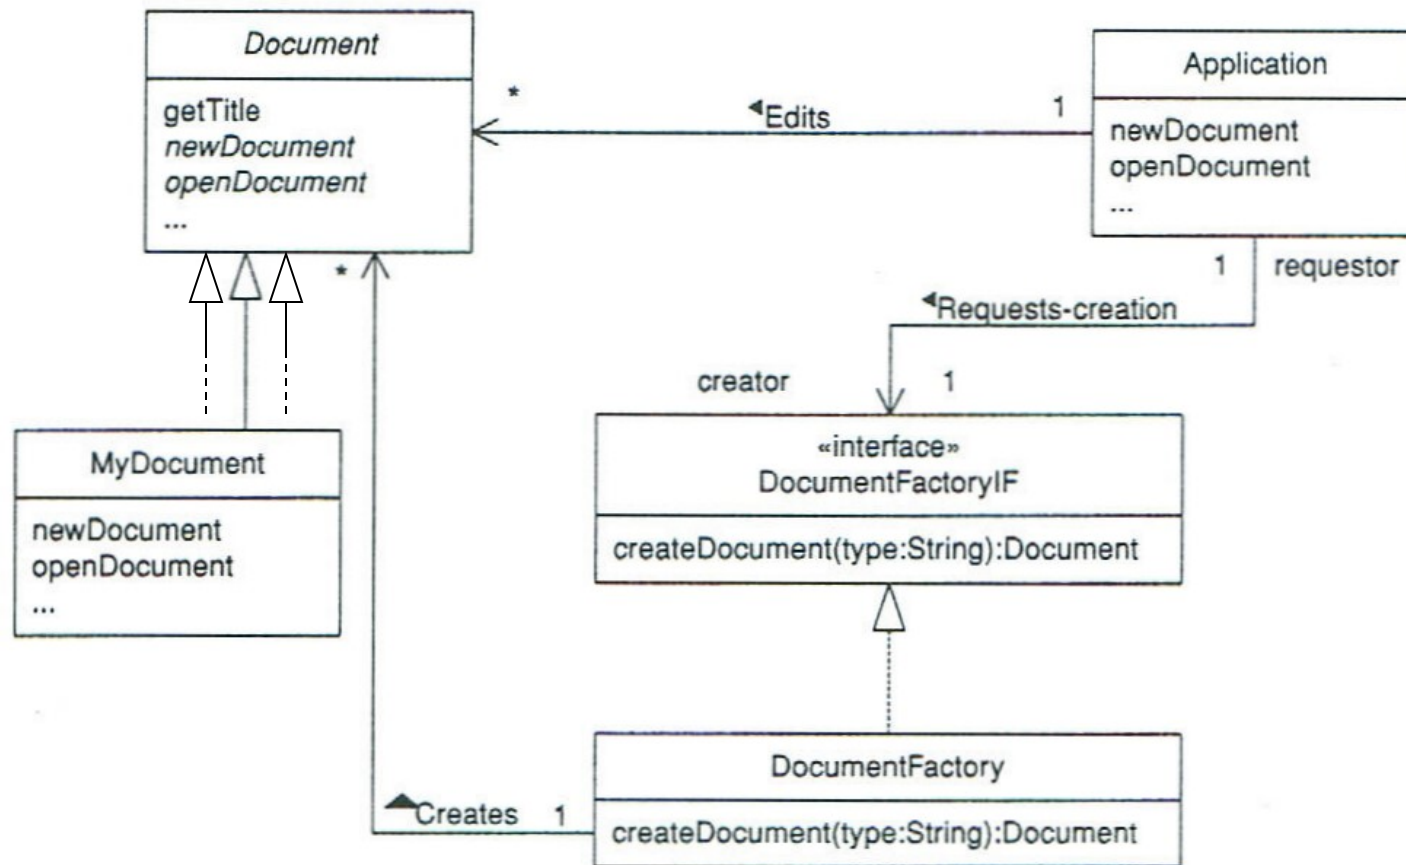 Document
getTitle
newDocument
openDocument
...
*
Edits
1
Application
newDocument
openDocument
...
*
1
requestor
Requests-creation
creator
1
MyDocument
newDocument
openDocument
...
«interface»
DocumentFactoryIF
createDocument(type:String):Document
DocumentFactory
createDocument(type:String):Document
Creates
1